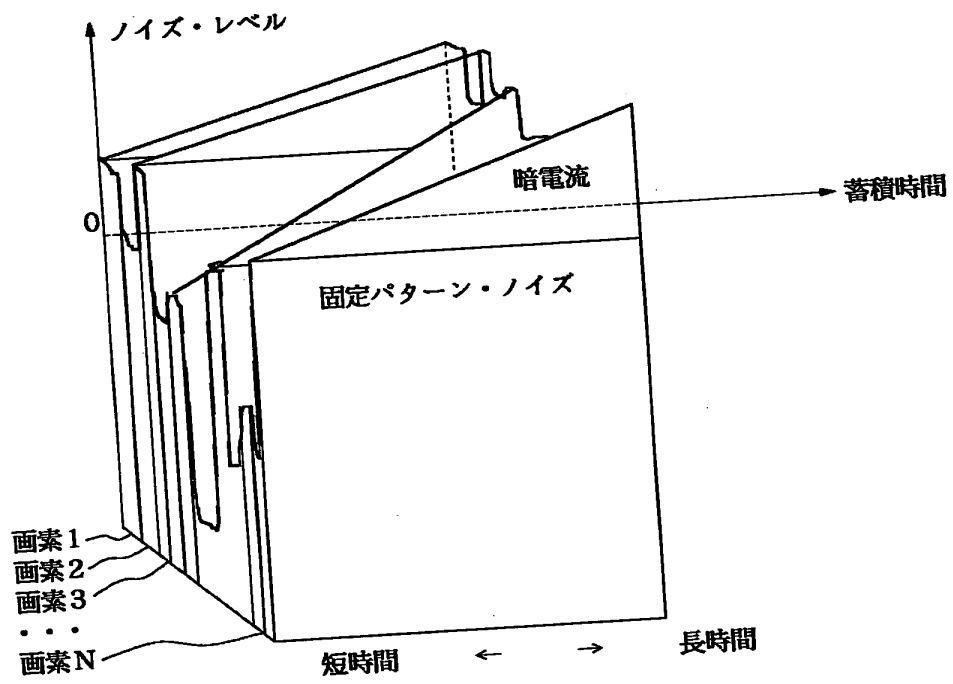 ノイズ・レベル
0
暗電流
蓄積時間
固定パターン・ノイズ
画素1
画素2
画素3
・・・
画素N
短時間 ← → 長時間